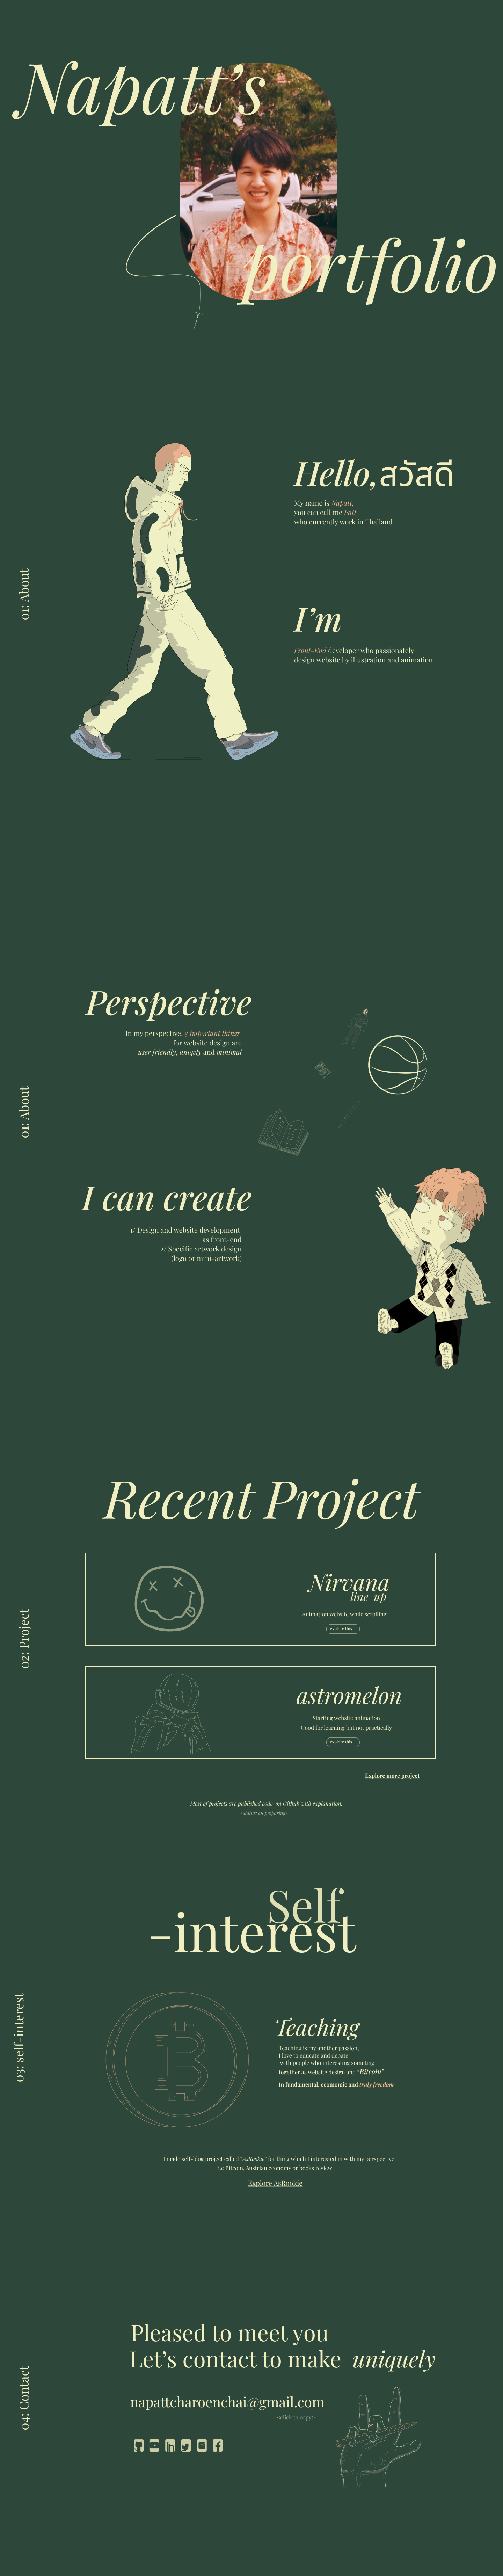 Napatt's
portfolio
01: About
Hello,สวัสดี
My name is Napatt,
you can call me Patt
who currently work in Thailand
I'm
Front-End developer who passionately
design website by illustration and animation
01: About
Perspective
In my perspective, 3 important things
for website design are
user friendly, uniqely and minimal
I can create
1/ Design and website development
as front-end
2/ Specific artwork design
(logo or mini-artwork)
02: Project
Recent Project
Nirvana
line-up
Animation website while scrolling
explore this >
astromelon
Starting website animation
Good for learning but not practically
explore this >
Explore more project
Most of projects are published code on Github with explanation.
<status: on preparing>
03: self-interest
Self
-interest
Teaching
Teaching is my another passion,
I love to educate and debate
with people who interesting someting
together as website design and "Bitcoin"
In fundamental, economic and truly freedom
I made self-blog project called "AsRookie" for thing which I interested in with my perspective
i.e Bitcoin, Austrian economy or books review
Explore AsRookie
04: Contact
Pleased to meet you
Let's contact to make uniquely
napattcharoenchai@gmail.com
<click to copy>